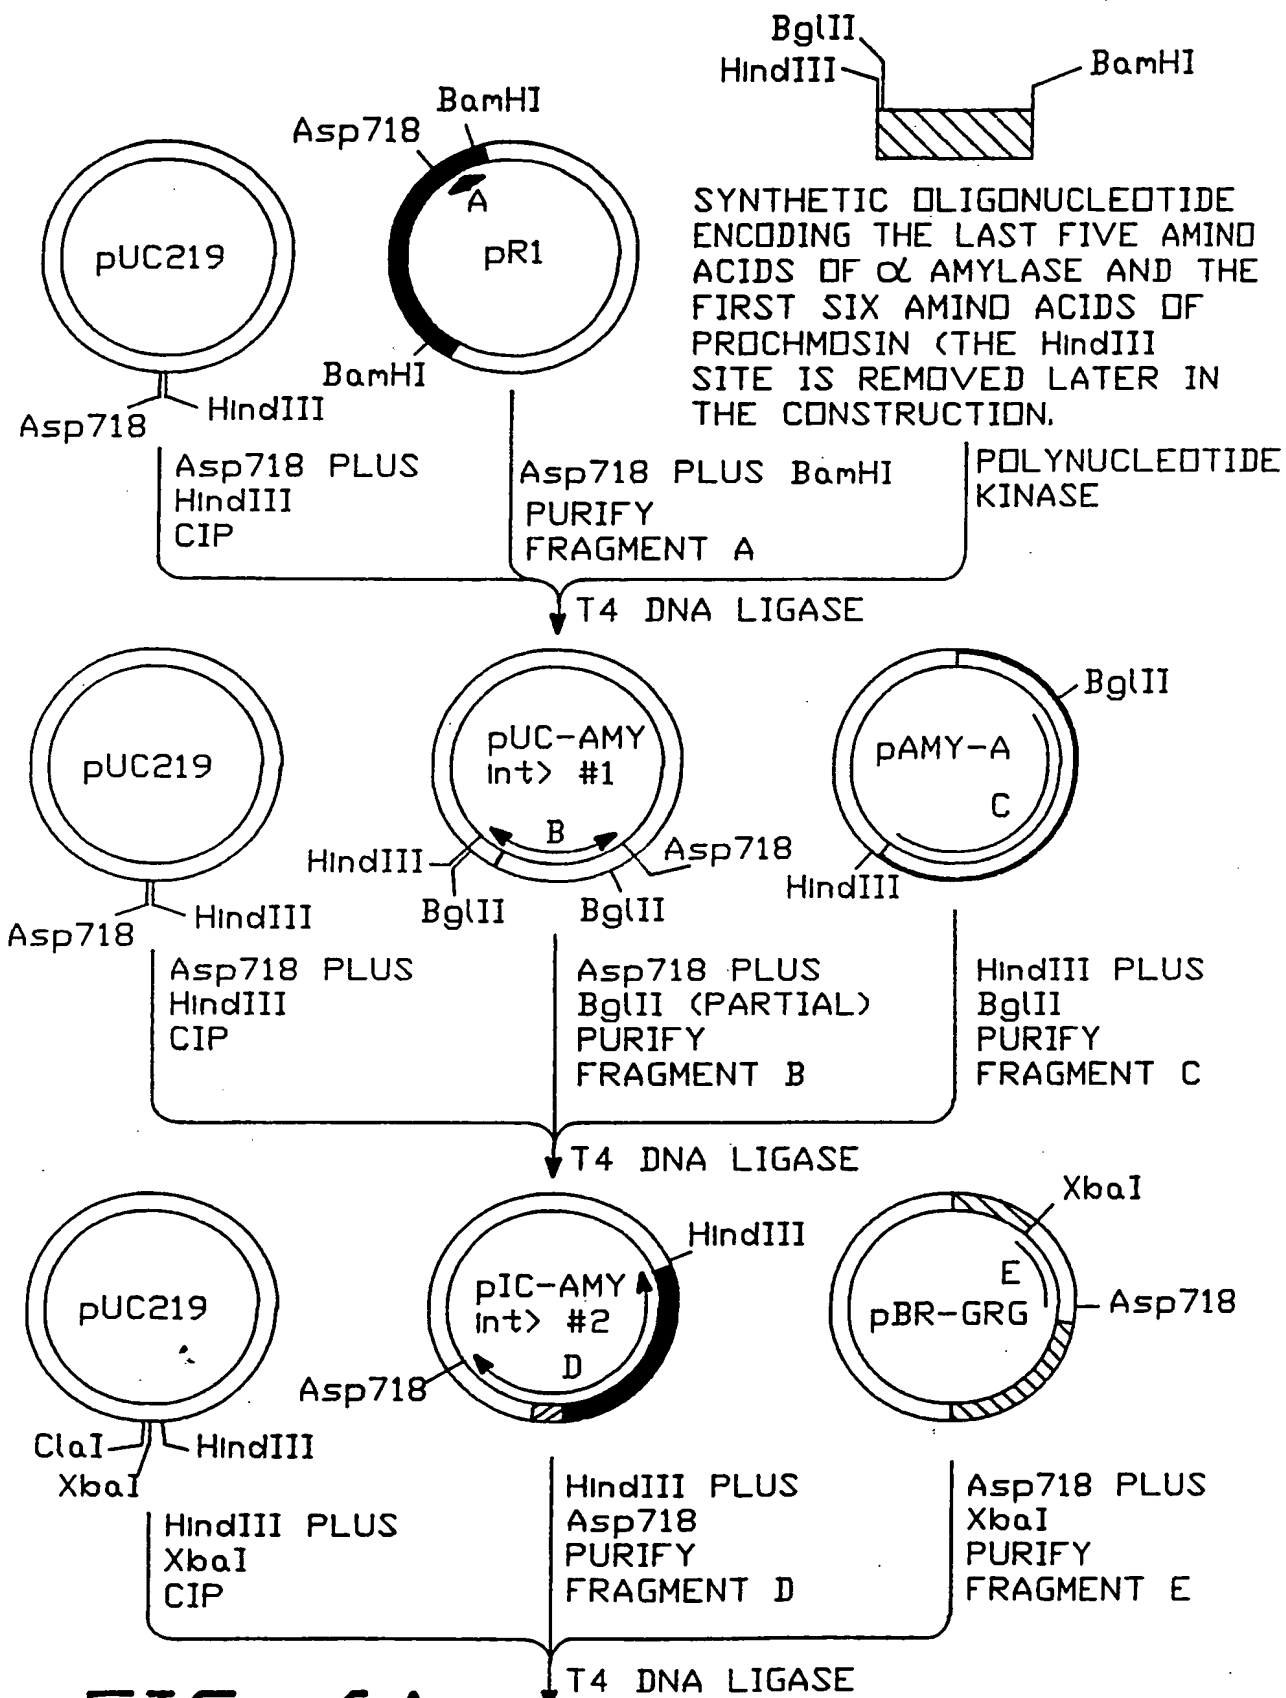 BglII
HindIII
BamHI
BamHI
Asp718
A
pUC219
pR1
BamHI
HindIII
Asp718
SYNTHETIC OLIGONUCLEOTIDE
ENCODING THE LAST FIVE AMINO
ACIDS OF α AMYLASE AND THE
FIRST SIX AMINO ACIDS OF
PROCHMOSIN (THE HindIII
SITE IS REMOVED LATER IN
THE CONSTRUCTION.
Asp718 PLUS
HindIII
CIP
Asp718 PLUS BamHI
PURIFY
FRAGMENT A
POLYNUCLEOTIDE
KINASE
T4 DNA LIGASE
pUC219
Asp718
HindIII
pUC-AMY
int> #1
B
HindIII
BglII
BglII
Asp718
pAMY-A
C
BglII
HindIII
Asp718 PLUS
HindIII
CIP
Asp718 PLUS
BglII (PARTIAL)
PURIFY
FRAGMENT B
HindIII PLUS
BglII
PURIFY
FRAGMENT C
T4 DNA LIGASE
pUC219
ClaI
XbaI
HindIII
pIC-AMY
int> #2
D
HindIII
Asp718
XbaI
E
pBR-GRG
Asp718
HindIII PLUS
XbaI
CIP
HindIII PLUS
Asp718
PURIFY
FRAGMENT D
Asp718 PLUS
XbaI
PURIFY
FRAGMENT E
T4 DNA LIGASE